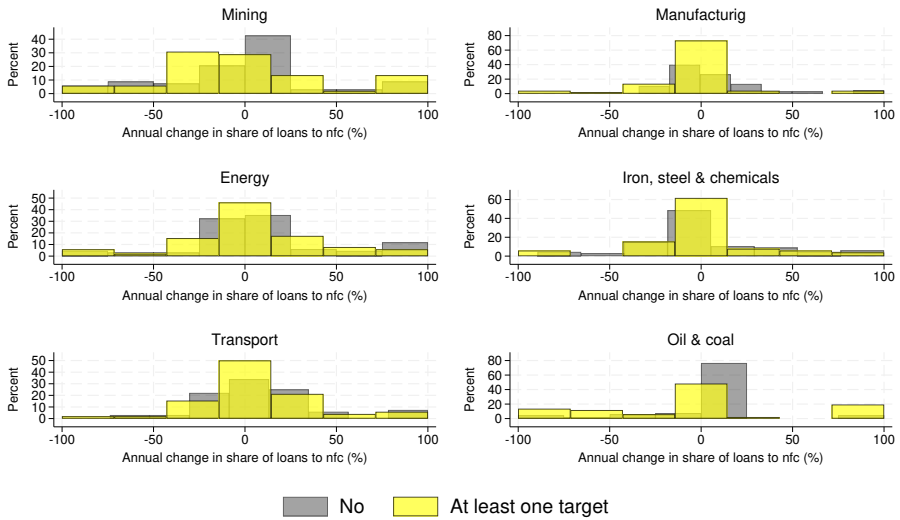 Mining
Percent
40
30
20
10
0
-100 -50 0 50 100
Annual change in share of loans to nfc (%)
Manufacturig
Percent
80
60
40
20
0
-100 -50 0 50 100
Annual change in share of loans to nfc (%)
Energy
Percent
50
40
30
20
10
0
-100 -50 0 50 100
Annual change in share of loans to nfc (%)
Iron, steel & chemicals
Percent
60
40
20
0
-100 -50 0 50 100
Annual change in share of loans to nfc (%)
Transport
Percent
50
40
30
20
10
0
-100 -50 0 50 100
Annual change in share of loans to nfc (%)
Oil & coal
Percent
80
60
40
20
0
-100 -50 0 50 100
Annual change in share of loans to nfc (%)
No At least one target